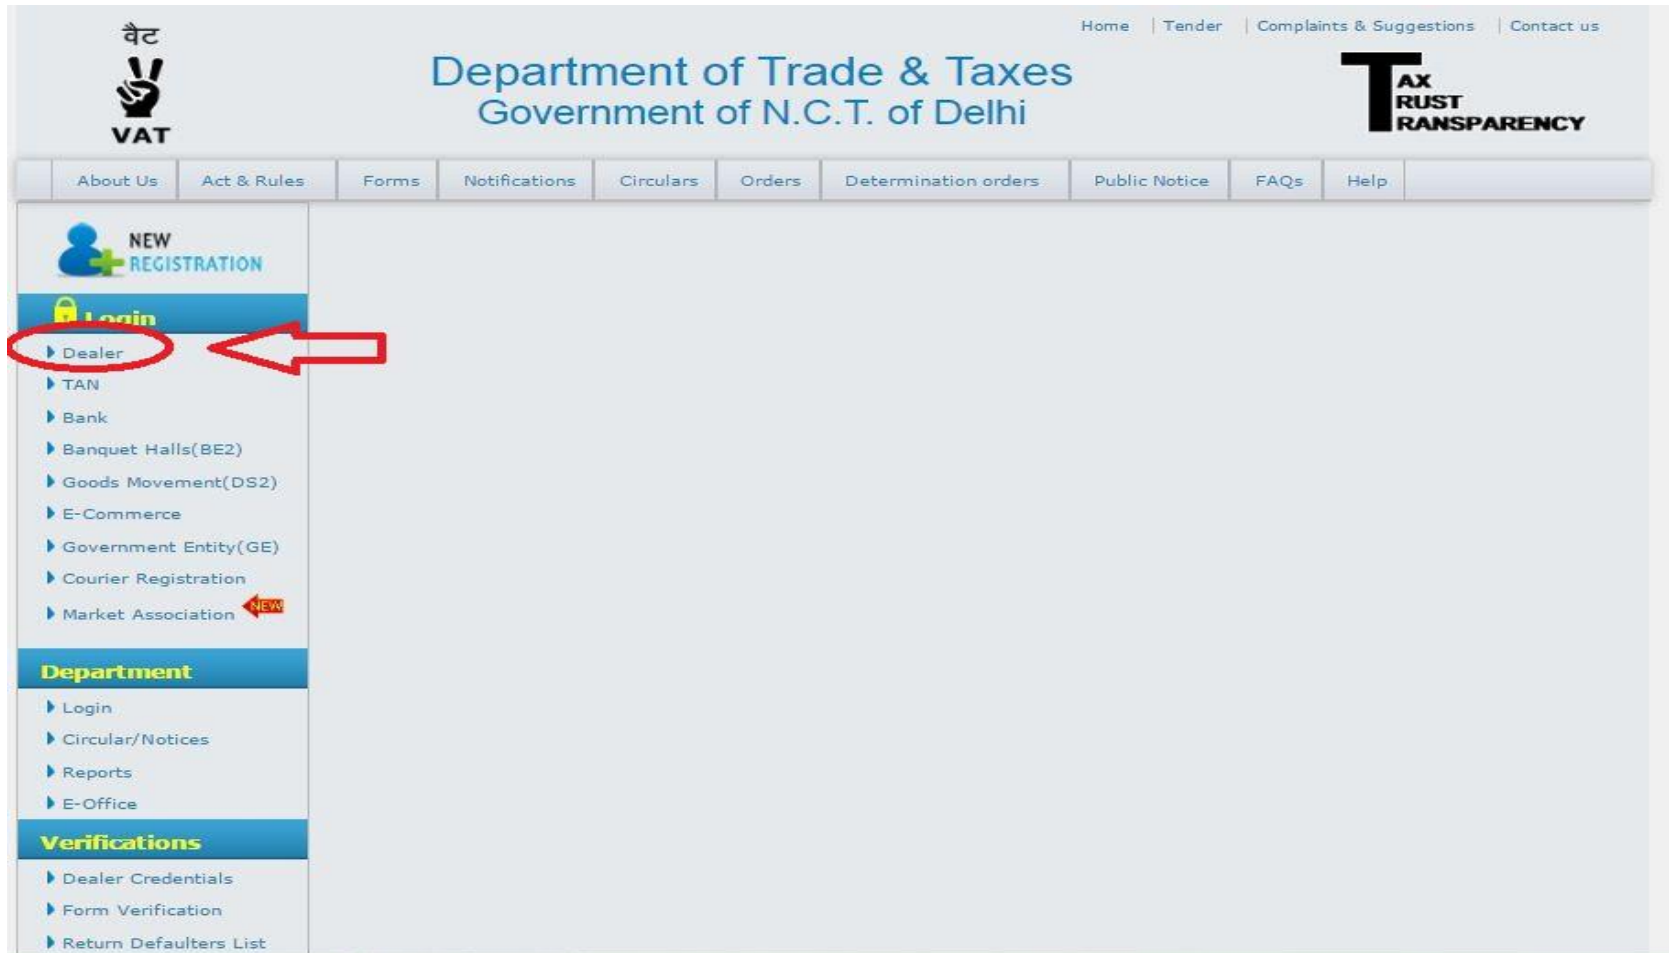 वैट
VAT
Home | Tender | Complaints & Suggestions | Contact us
Department of Trade & Taxes
Government of N.C.T. of Delhi
TAX
TRUST
TRANSPARENCY
About Us
Act & Rules
Forms
Notifications
Circulars
Orders
Determination orders
Public Notice
FAQs
Help
NEW
REGISTRATION
Login
Dealer
TAN
Bank
Banquet Halls(BE2)
Goods Movement(DS2)
E-Commerce
Government Entity(GE)
Courier Registration
Market Association NEW!
Department
Login
Circular/Notices
Reports
E-Office
Verifications
Dealer Credentials
Form Verification
Return Defaulters List